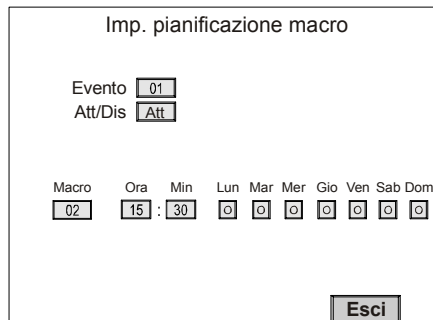 Imp. pianificazione macro
Evento 01
Att/Dis Att
Macro Ora Min Lun Mar Mer Gio Ven Sab Dom
02 15 : 30 O O O O O O O
Esci